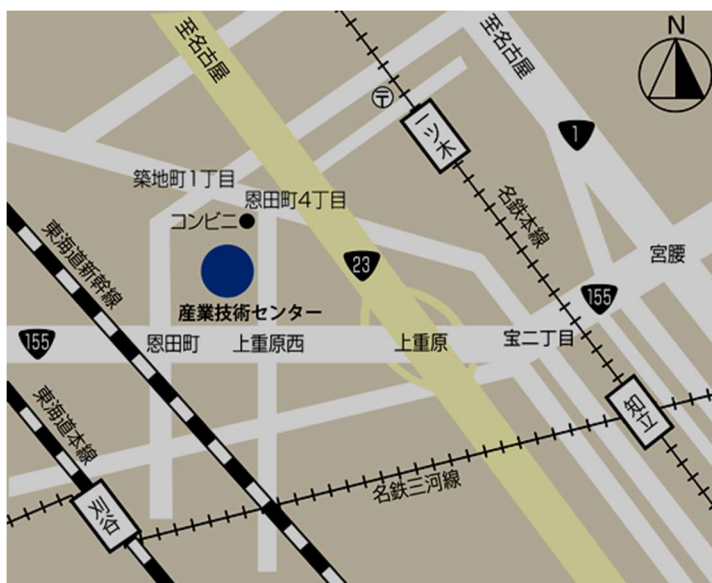 N
至名古屋
至名古屋
〒
一ツ木
1
築地町1丁目
恩田町4丁目
コンビニ
名鉄本線
東海道新幹線
宮腰
23
155
産業技術センター
155
恩田町
上重原西
上重原
宝二丁目
東海道本線
知立
名鉄三河線
刈谷